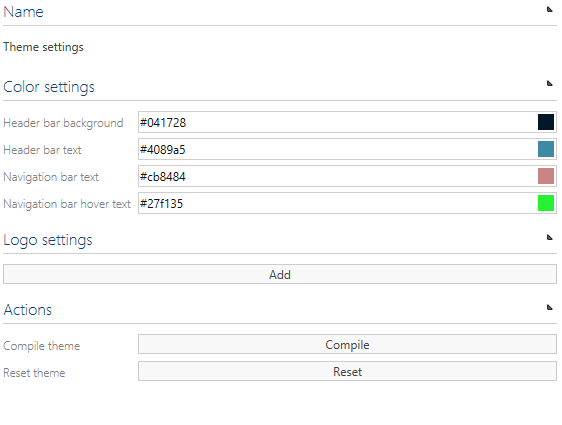 Name
Theme settings
Color settings
Header bar background #041728
Header bar text #4089a5
Navigation bar text #cb8484
Navigation bar hover text #27f135
Logo settings
Add
Actions
Compile theme Compile
Reset theme Reset